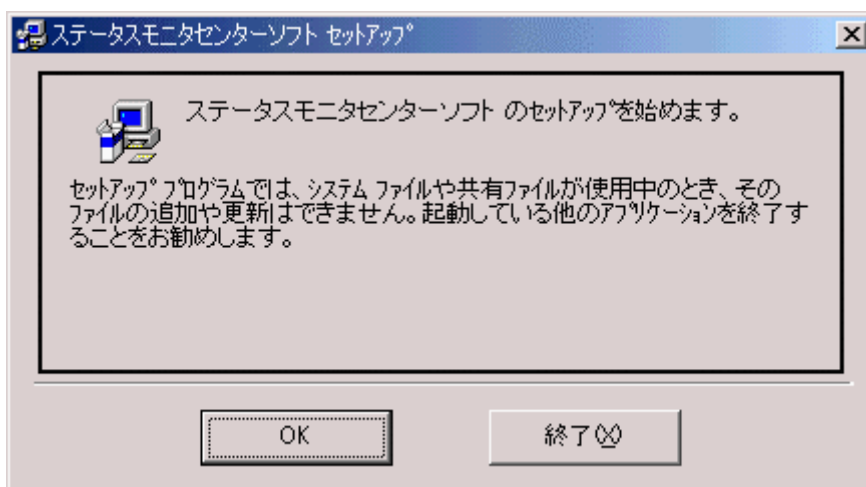 ステータスモニタセンターソフト セットアップ
ステータスモニタセンターソフト のセットアップを始めます。
セットアップ プログラムでは、システム ファイルや共有ファイルが使用中のとき、その
ファイルの追加や更新はできません。起動している他のアプリケーションを終了す
ることをお勧めします。
OK
終了(X)